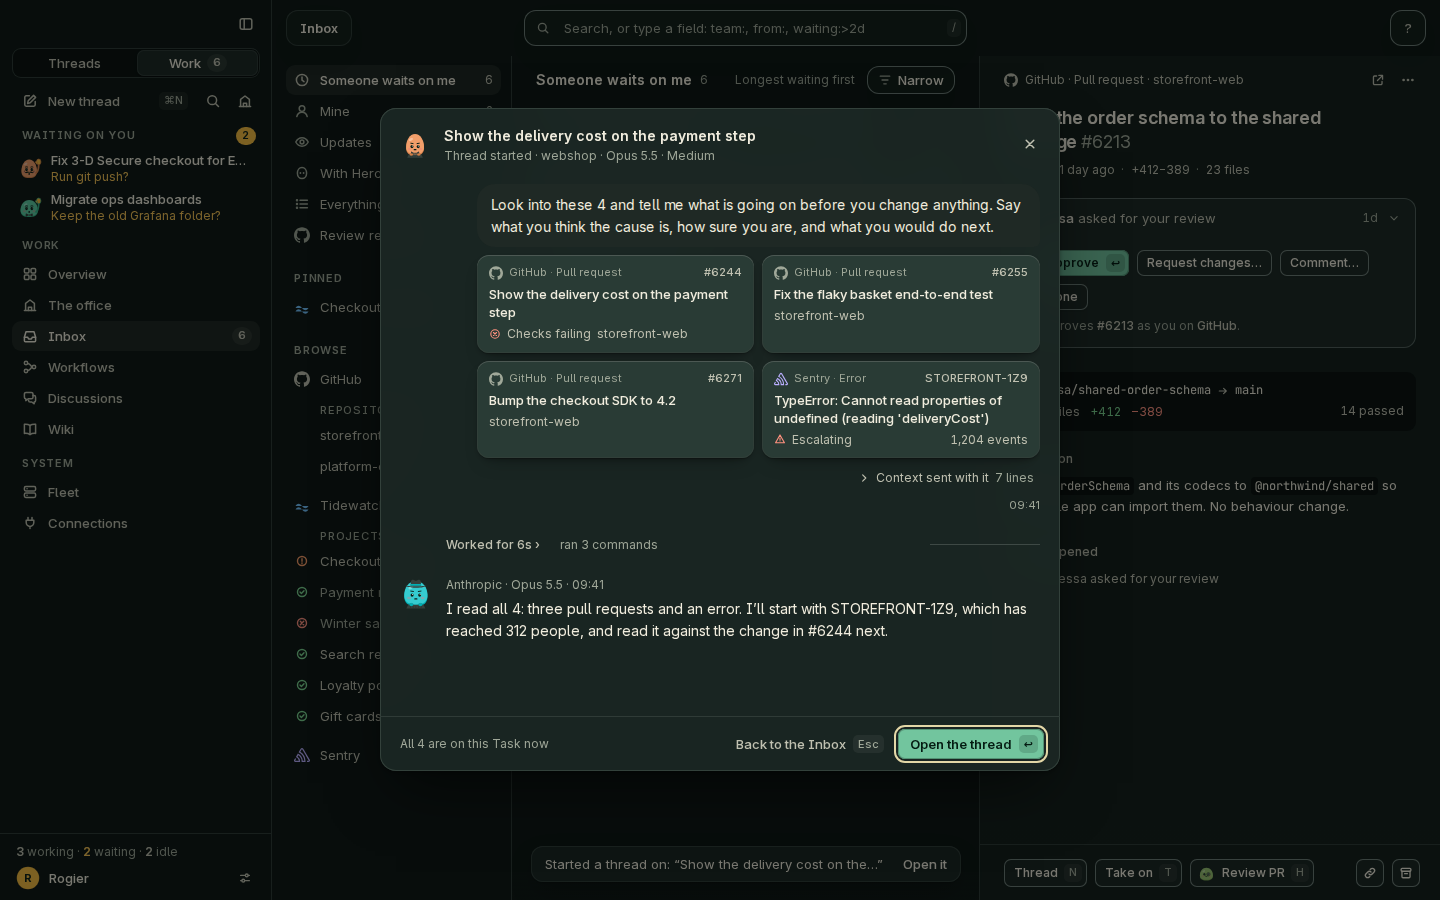 Threads
Work 6
New thread ⌘N
WAITING ON YOU 2
Fix 3-D Secure checkout for E…
Run git push?
Migrate ops dashboards
Keep the old Grafana folder?
WORK
Overview
The office
Inbox 6
Workflows
Discussions
Wiki
SYSTEM
Fleet
Connections
3 working · 2 waiting · 2 idle
R Rogier
Inbox
Search, or type a field: team:, from:, waiting:>2d /
?
Someone waits on me 6
Mine
Updates
With Herc
Everything
Review re
PINNED
Checkout
BROWSE
GitHub
REPOSITO
storefront
platform-
Tidewatc
PROJECTS
Checkout
Payment
Winter sa
Search re
Loyalty po
Gift cards
Sentry
Someone waits on me 6
Longest waiting first
Narrow
Show the delivery cost on the payment step
Thread started · webshop · Opus 5.5 · Medium
Look into these 4 and tell me what is going on before you change anything. Say
what you think the cause is, how sure you are, and what you would do next.
GitHub · Pull request #6244
Show the delivery cost on the payment
step
Checks failing storefront-web
GitHub · Pull request #6255
Fix the flaky basket end-to-end test
storefront-web
GitHub · Pull request #6271
Bump the checkout SDK to 4.2
storefront-web
Sentry · Error STOREFRONT-1Z9
TypeError: Cannot read properties of
undefined (reading 'deliveryCost')
Escalating 1,204 events
Context sent with it 7 lines
09:41
Worked for 6s › ran 3 commands
Anthropic · Opus 5.5 · 09:41
I read all 4: three pull requests and an error. I’ll start with STOREFRONT-1Z9, which has
reached 312 people, and read it against the change in #6244 next.
All 4 are on this Task now
Back to the Inbox Esc
Open the thread ↩
Started a thread on: “Show the delivery cost on the…” Open it
GitHub · Pull request · storefront-web
the order schema to the shared
ge #6213
1 day ago · +412−389 · 23 files
sa asked for your review 1d
prove ↩
Request changes…
Comment…
one
roves #6213 as you on GitHub.
sa/shared-order-schema → main
iles +412 −389 14 passed
on
rderSchema and its codecs to @northwind/shared so
e app can import them. No behaviour change.
pened
essa asked for your review
Thread N
Take on T
Review PR H